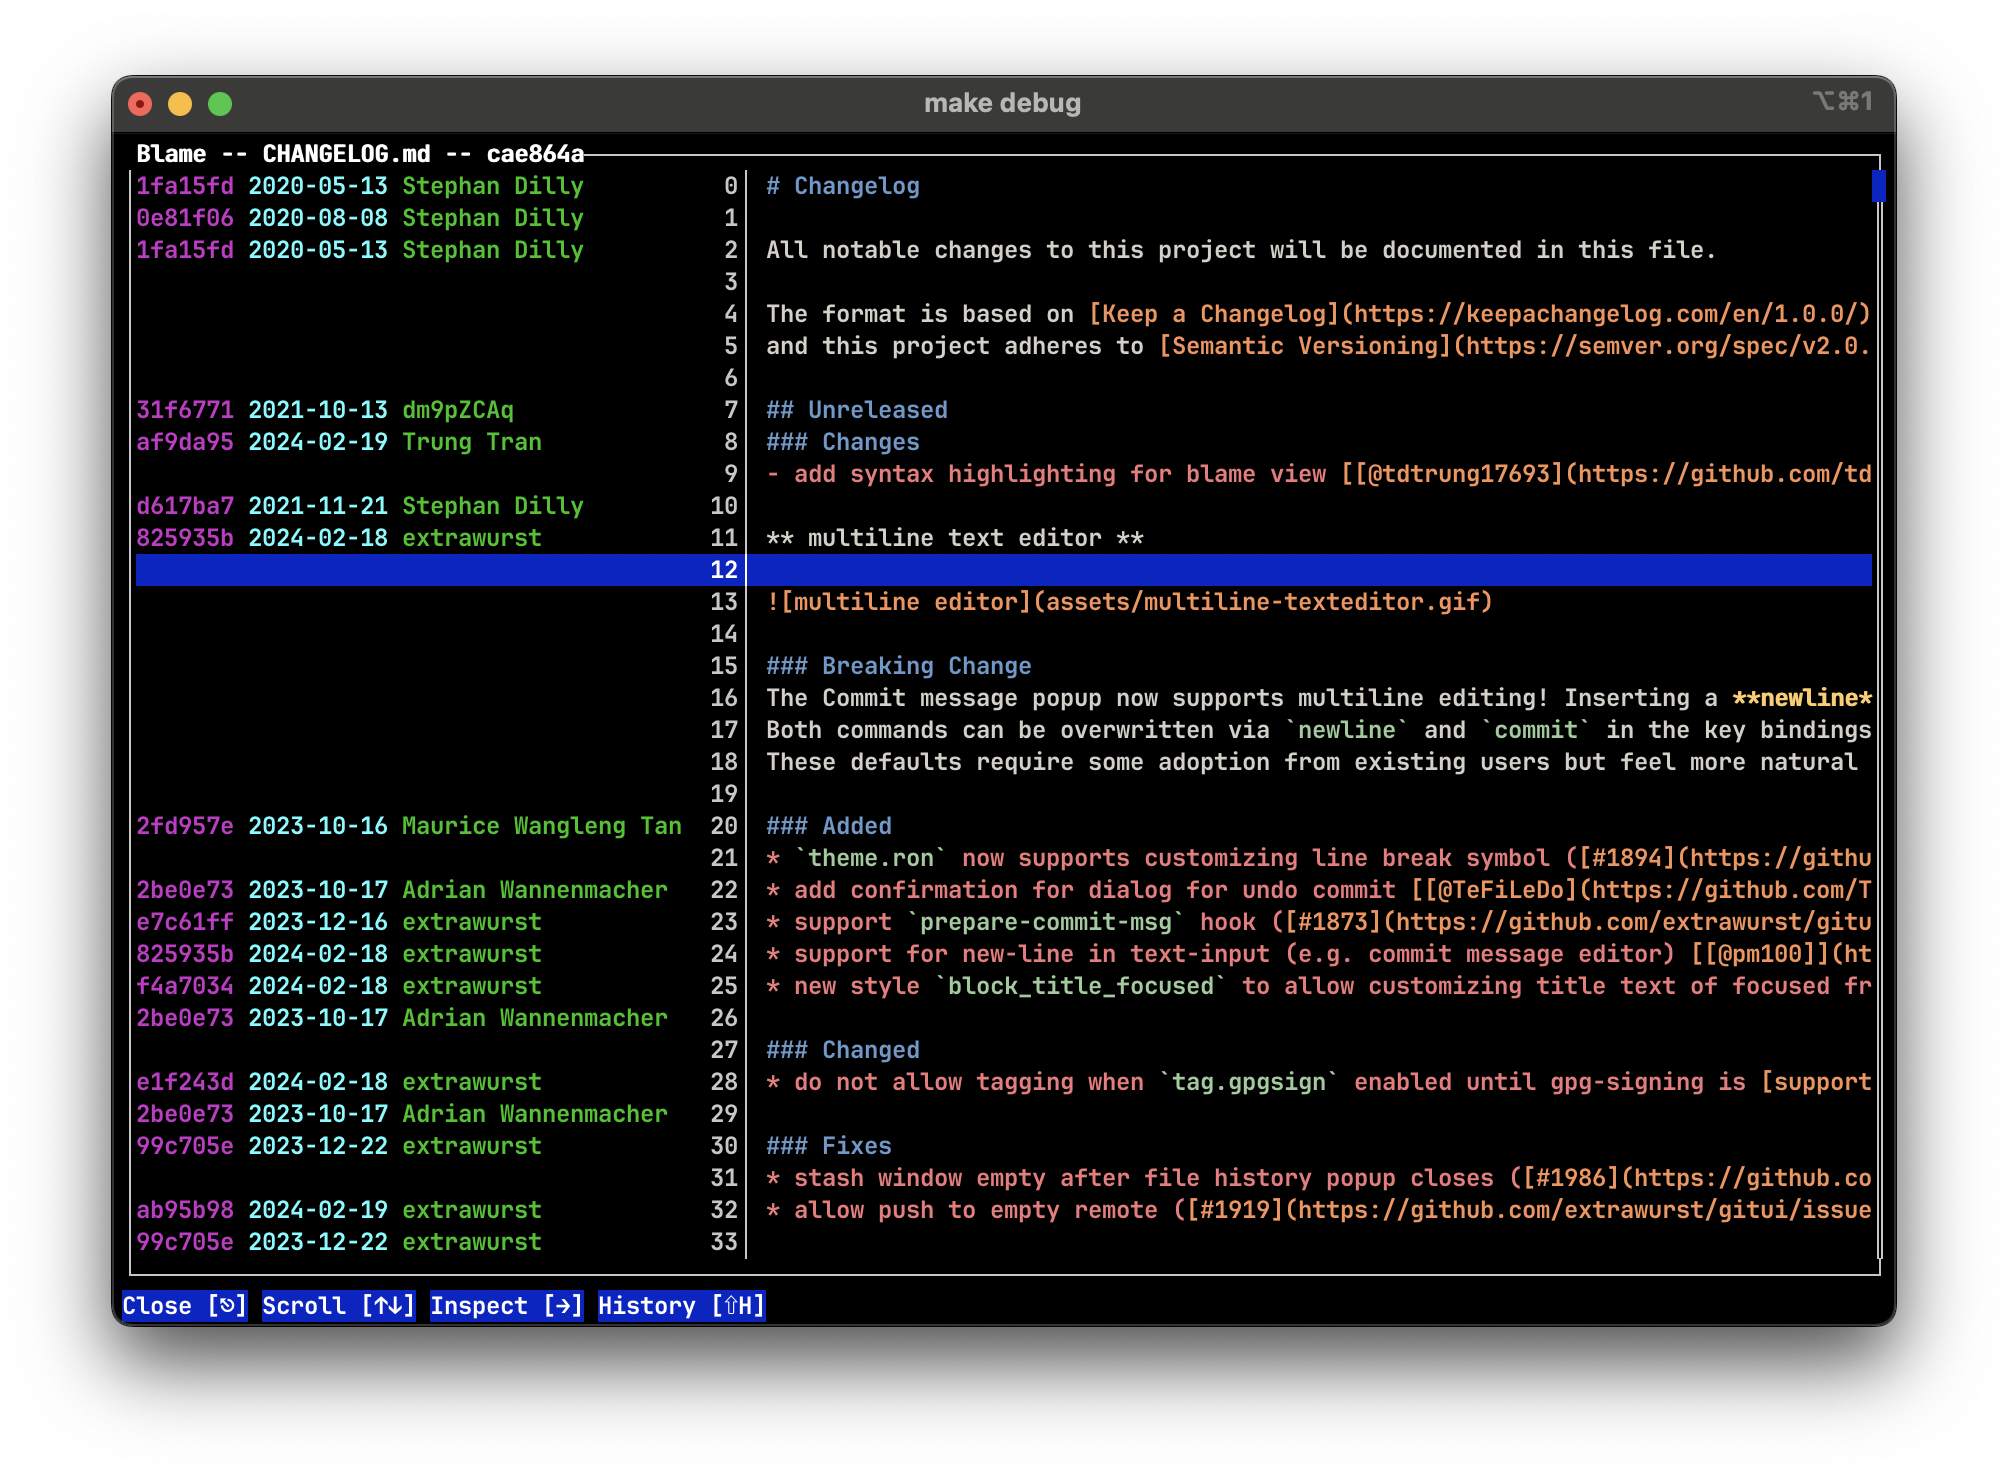 make debug ⌥⌘1
Blame -- CHANGELOG.md -- cae864a
1fa15fd 2020-05-13 Stephan Dilly 0 # Changelog
0e81f06 2020-08-08 Stephan Dilly 1
1fa15fd 2020-05-13 Stephan Dilly 2 All notable changes to this project will be documented in this file.
3
4 The format is based on [Keep a Changelog](https://keepachangelog.com/en/1.0.0/)
5 and this project adheres to [Semantic Versioning](https://semver.org/spec/v2.0.
6
31f6771 2021-10-13 dm9pZCAq 7 ## Unreleased
af9da95 2024-02-19 Trung Tran 8 ### Changes
9 - add syntax highlighting for blame view [[@tdtrung17693](https://github.com/td
d617ba7 2021-11-21 Stephan Dilly 10
825935b 2024-02-18 extrawurst 11 ** multiline text editor **
12
13 ![multiline editor](assets/multiline-texteditor.gif)
14
15 ### Breaking Change
16 The Commit message popup now supports multiline editing! Inserting a **newline*
17 Both commands can be overwritten via `newline` and `commit` in the key bindings
18 These defaults require some adoption from existing users but feel more natural
19
2fd957e 2023-10-16 Maurice Wangleng Tan 20 ### Added
21 * `theme.ron` now supports customizing line break symbol ([#1894](https://githu
2be0e73 2023-10-17 Adrian Wannenmacher 22 * add confirmation for dialog for undo commit [[@TeFiLeDo](https://github.com/T
e7c61ff 2023-12-16 extrawurst 23 * support `prepare-commit-msg` hook ([#1873](https://github.com/extrawurst/gitu
825935b 2024-02-18 extrawurst 24 * support for new-line in text-input (e.g. commit message editor) [[@pm100]](ht
f4a7034 2024-02-18 extrawurst 25 * new style `block_title_focused` to allow customizing title text of focused fr
2be0e73 2023-10-17 Adrian Wannenmacher 26
27 ### Changed
e1f243d 2024-02-18 extrawurst 28 * do not allow tagging when `tag.gpgsign` enabled until gpg-signing is [support
2be0e73 2023-10-17 Adrian Wannenmacher 29
99c705e 2023-12-22 extrawurst 30 ### Fixes
31 * stash window empty after file history popup closes ([#1986](https://github.co
ab95b98 2024-02-19 extrawurst 32 * allow push to empty remote ([#1919](https://github.com/extrawurst/gitui/issue
99c705e 2023-12-22 extrawurst 33
Close [⎋] Scroll [↑↓] Inspect [→] History [⇧H]